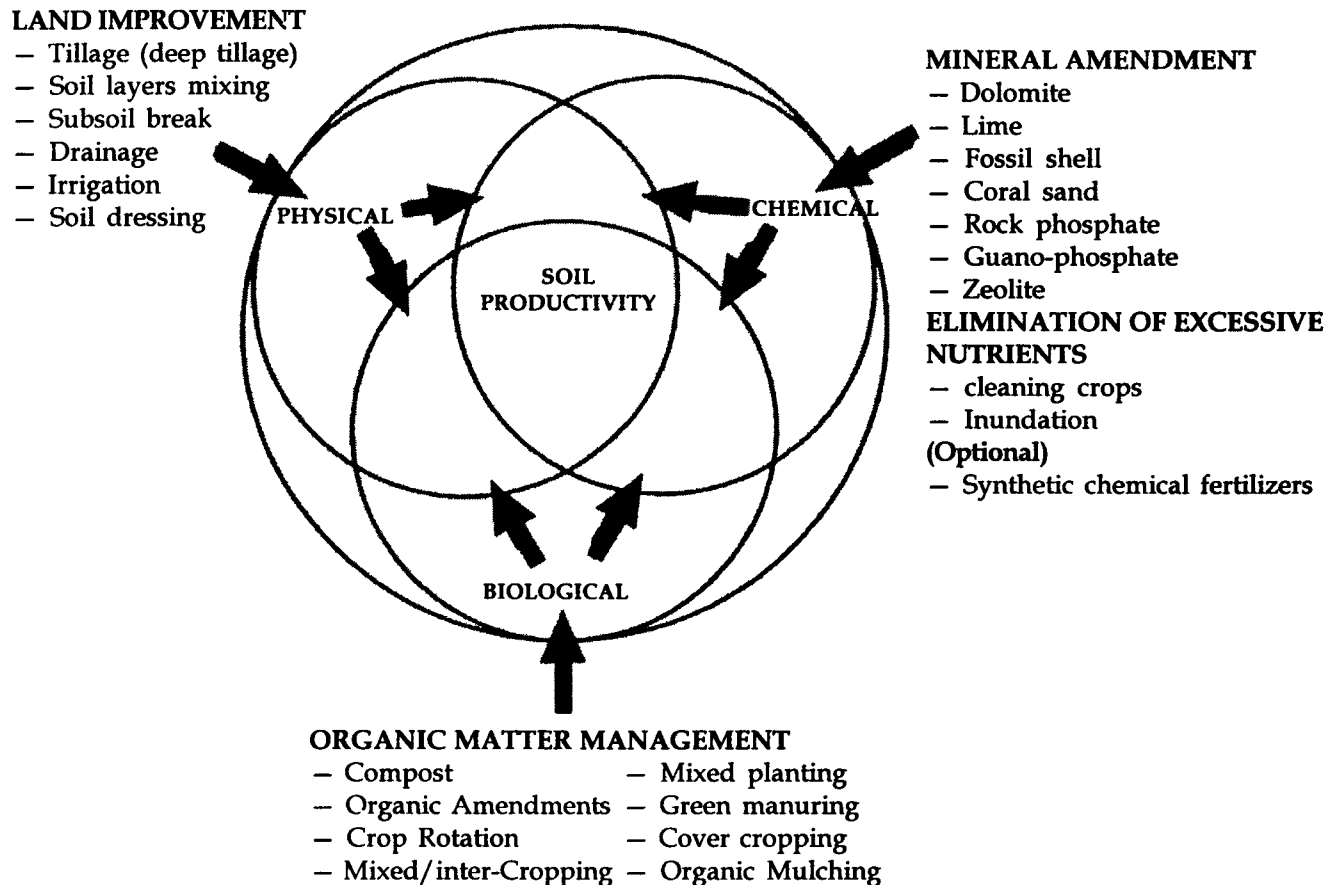 LAND IMPROVEMENT
— Tillage (deep tillage)
— Soil layers mixing
— Subsoil break
— Drainage
— Irrigation
— Soil dressing
MINERAL AMENDMENT
— Dolomite
— Lime
— Fossil shell
— Coral sand
— Rock phosphate
— Guano-phosphate
— Zeolite
ELIMINATION OF EXCESSIVE
NUTRIENTS
— cleaning crops
— Inundation
(Optional)
— Synthetic chemical fertilizers
PHYSICAL
CHEMICAL
SOIL
PRODUCTIVITY
BIOLOGICAL
ORGANIC MATTER MANAGEMENT
— Compost — Mixed planting
— Organic Amendments — Green manuring
— Crop Rotation — Cover cropping
— Mixed/inter-Cropping — Organic Mulching